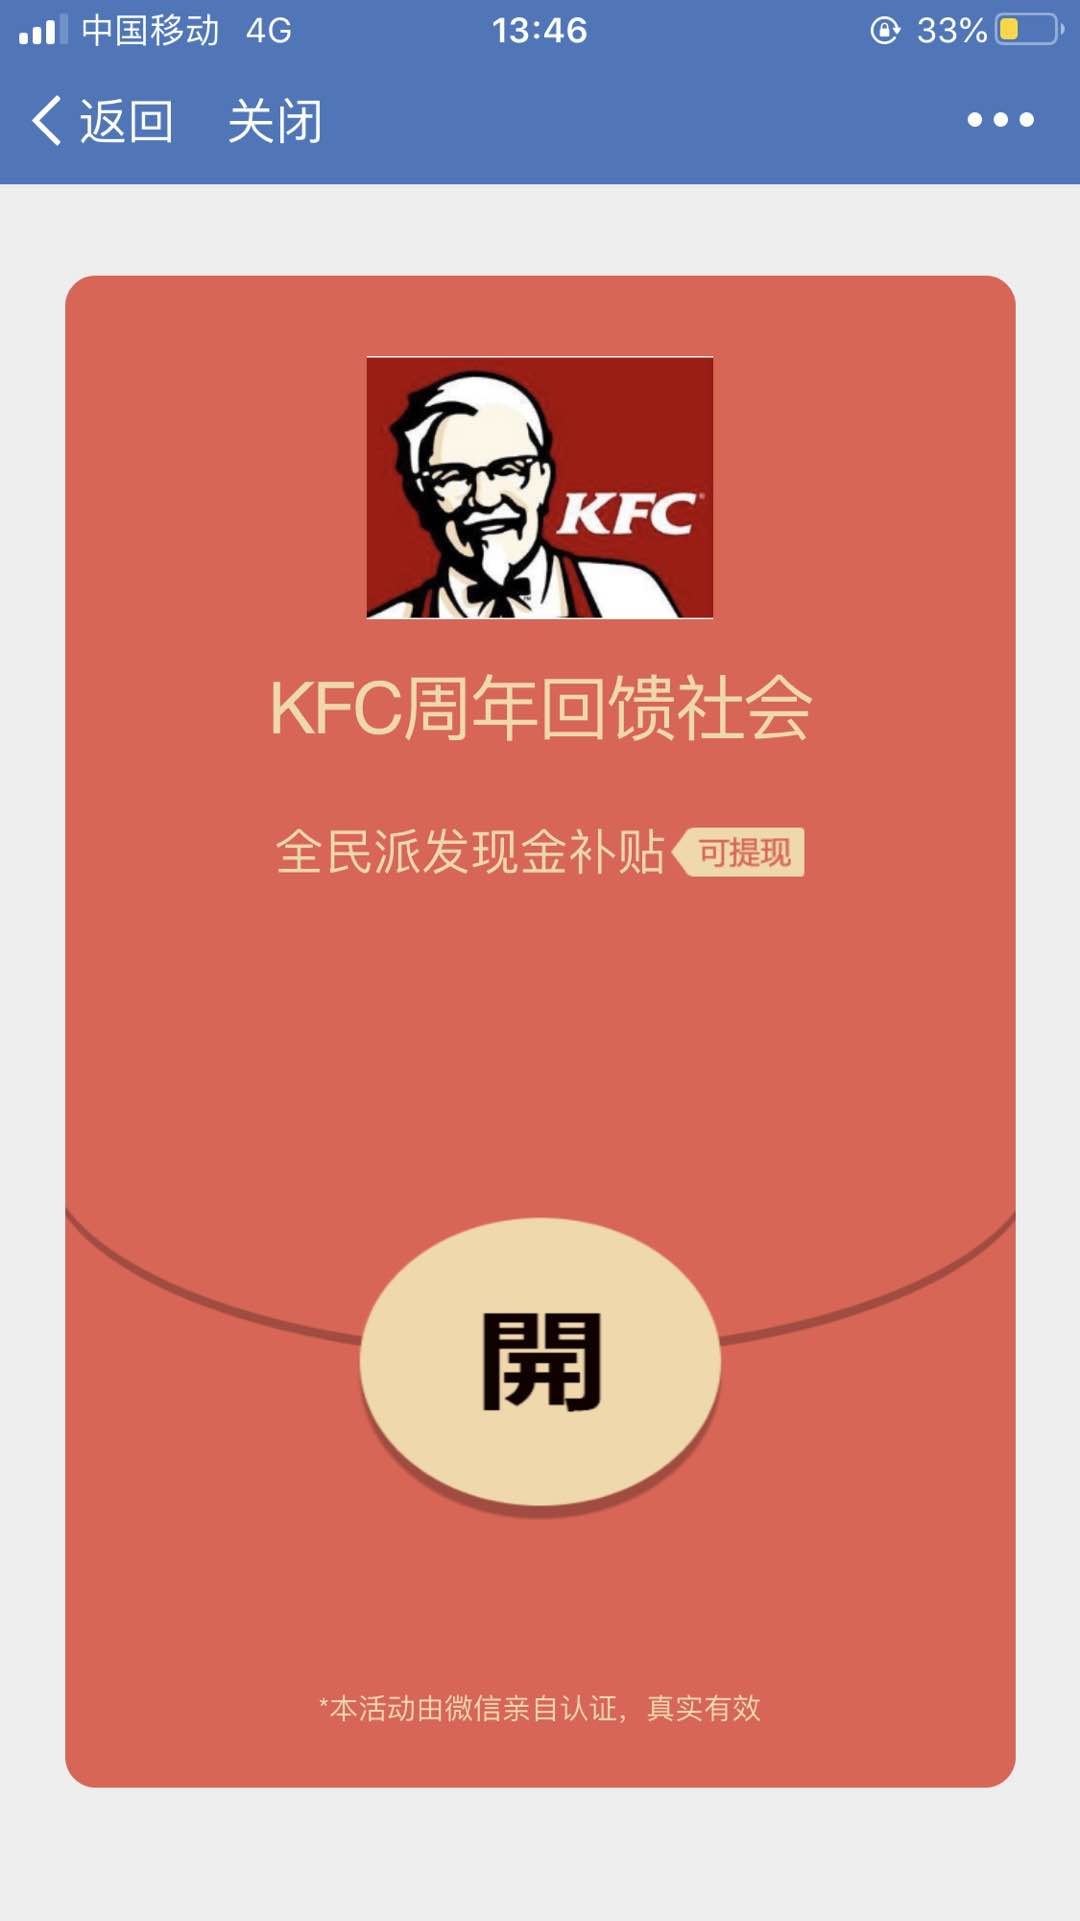 中国移动 4G 13:46 33%
返回 关闭
KFC
KFC周年回馈社会
全民派发现金补贴 可提现
開
*本活动由微信亲自认证，真实有效